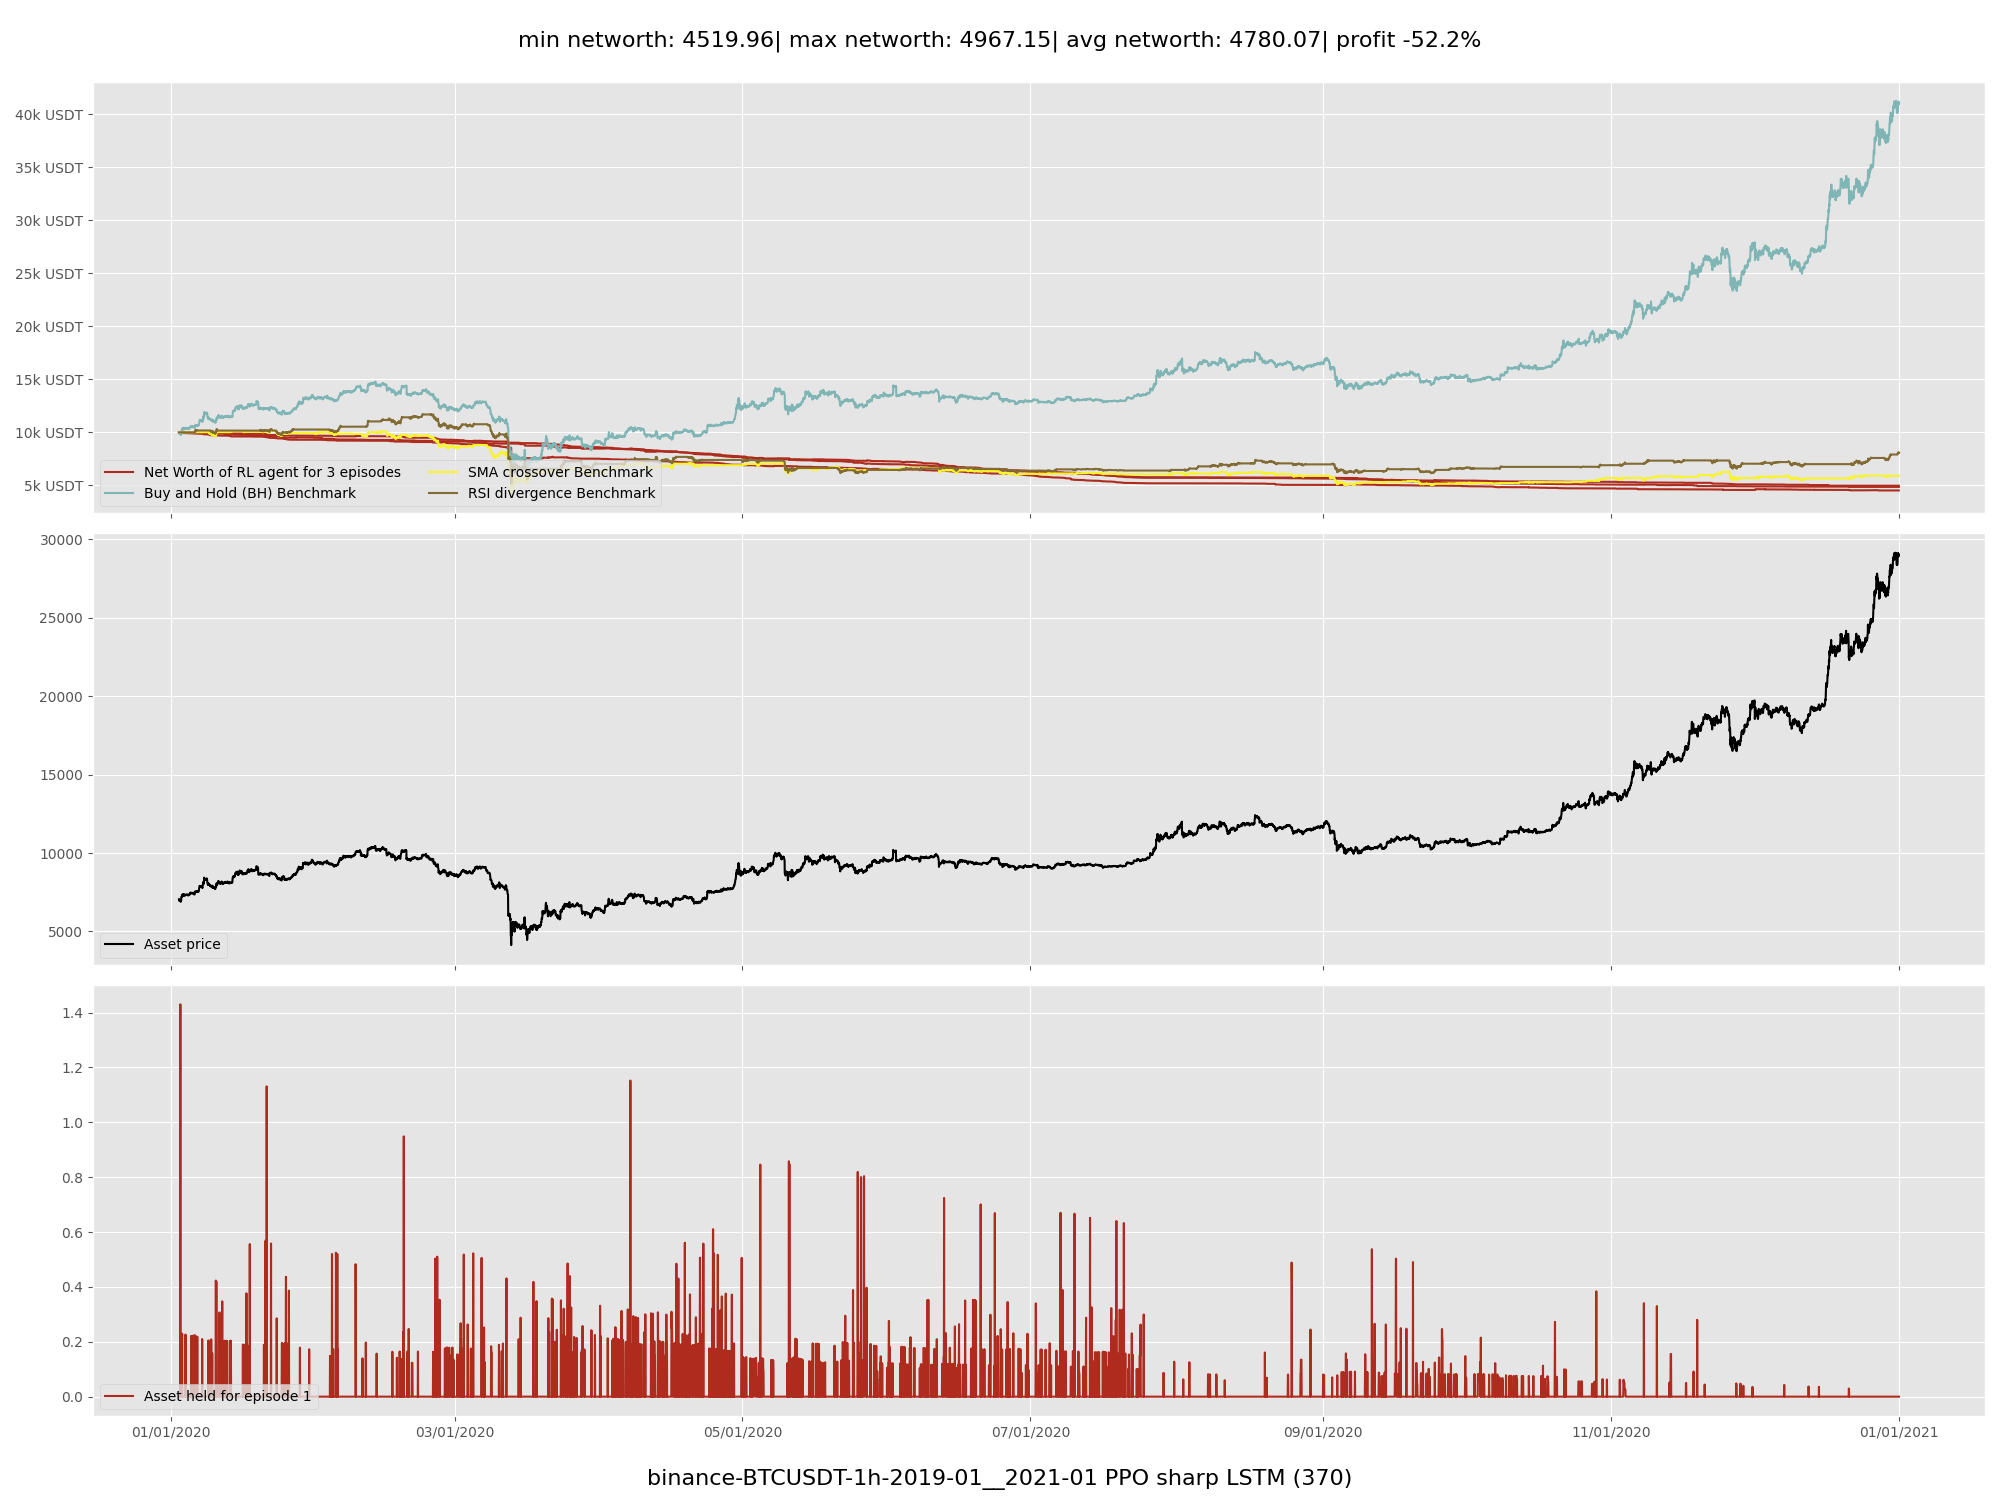 min networth: 4519.96| max networth: 4967.15| avg networth: 4780.07| profit -52.2%
40k USDT
35k USDT
30k USDT
25k USDT
20k USDT
15k USDT
10k USDT
5k USDT
Net Worth of RL agent for 3 episodes
Buy and Hold (BH) Benchmark
SMA crossover Benchmark
RSI divergence Benchmark
30000
25000
20000
15000
10000
5000
Asset price
1.4
1.2
1.0
0.8
0.6
0.4
0.2
0.0
Asset held for episode 1
01/01/2020
03/01/2020
05/01/2020
07/01/2020
09/01/2020
11/01/2020
01/01/2021
binance-BTCUSDT-1h-2019-01__2021-01 PPO sharp LSTM (370)